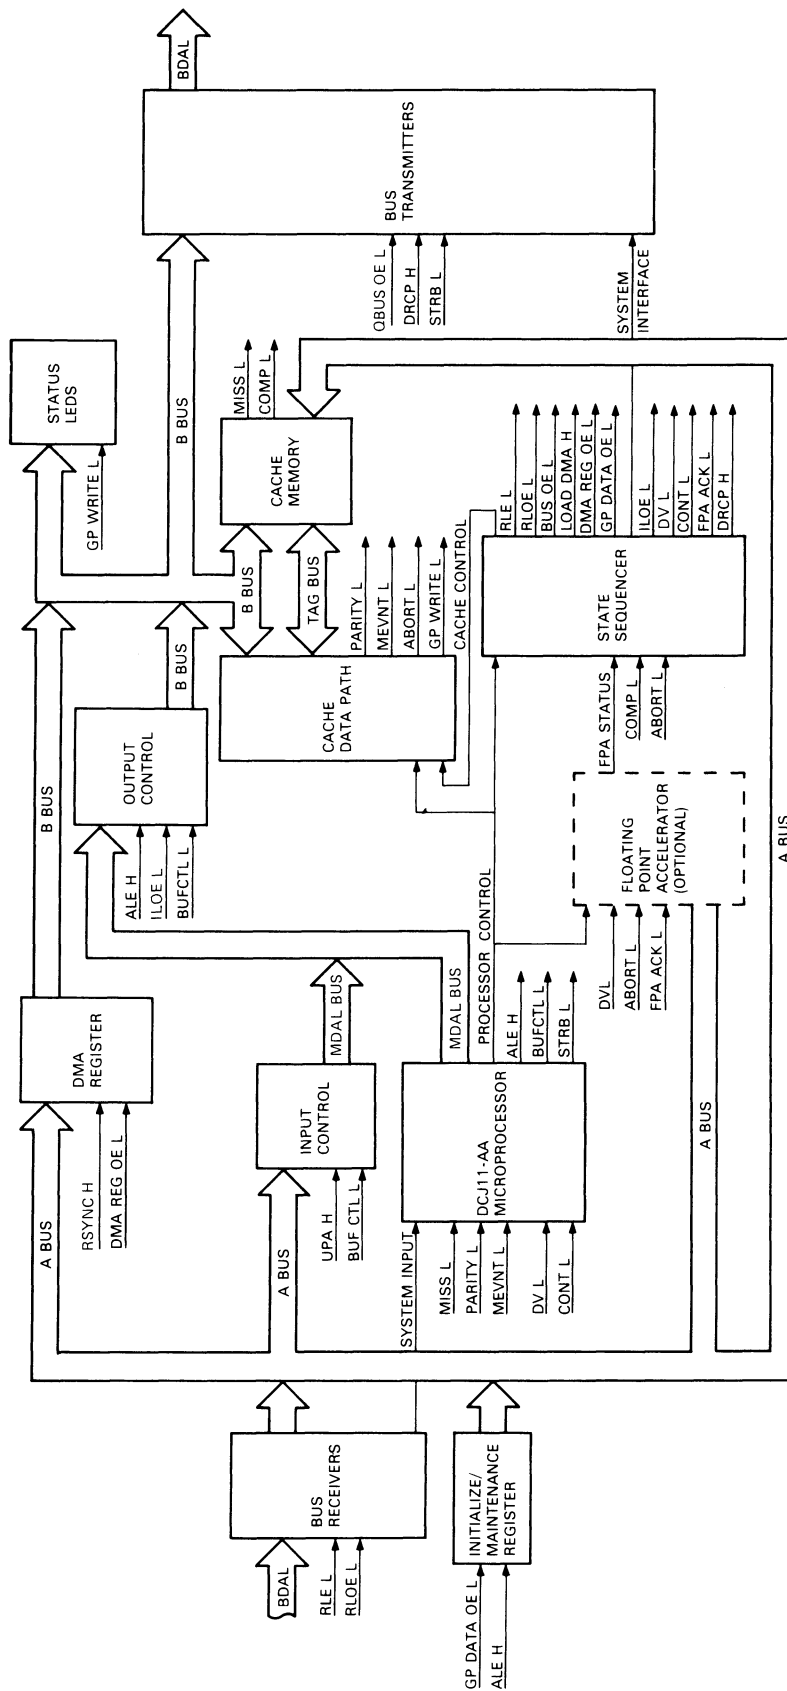 BDAL
RLE L
RLOE L
BUS
RECEIVERS
GP DATA OE L
ALE H
INITIALIZE/
MAINTENANCE
REGISTER
A BUS
RSYNC H
DMA REG OE L
DMA
REGISTER
B BUS
A BUS
UPA H
BUF CTL L
INPUT
CONTROL
MDAL BUS
SYSTEM INPUT
MISS L
PARITY L
MEVNT L
DV L
CONT L
DCJ11-AA
MICROPROCESSOR
MDAL BUS
PROCESSOR CONTROL
ALE H
BUFCTL L
STRB L
A BUS
ALE H
ILOE L
BUFCTL L
OUTPUT
CONTROL
B BUS
DVL
ABORT L
FPA ACK L
FLOATING
POINT
ACCELERATOR
(OPTIONAL)
A BUS
CACHE
DATA PATH
B BUS
TAG BUS
PARITY L
MEVNT L
ABORT L
GP WRITE L
CACHE CONTROL
FPA STATUS
COMP L
ABORT L
STATE
SEQUENCER
RLE L
RLOE L
BUS OE L
LOAD DMA H
DMA REG OE L
GP DATA OE L
ILOE L
DV L
CONT L
FPA ACK L
DRCP H
GP WRITE L
STATUS
LEDS
B BUS
CACHE
MEMORY
MISS L
COMP L
QBUS OE L
DRCP H
STRB L
SYSTEM
INTERFACE
BUS
TRANSMITTERS
BDAL